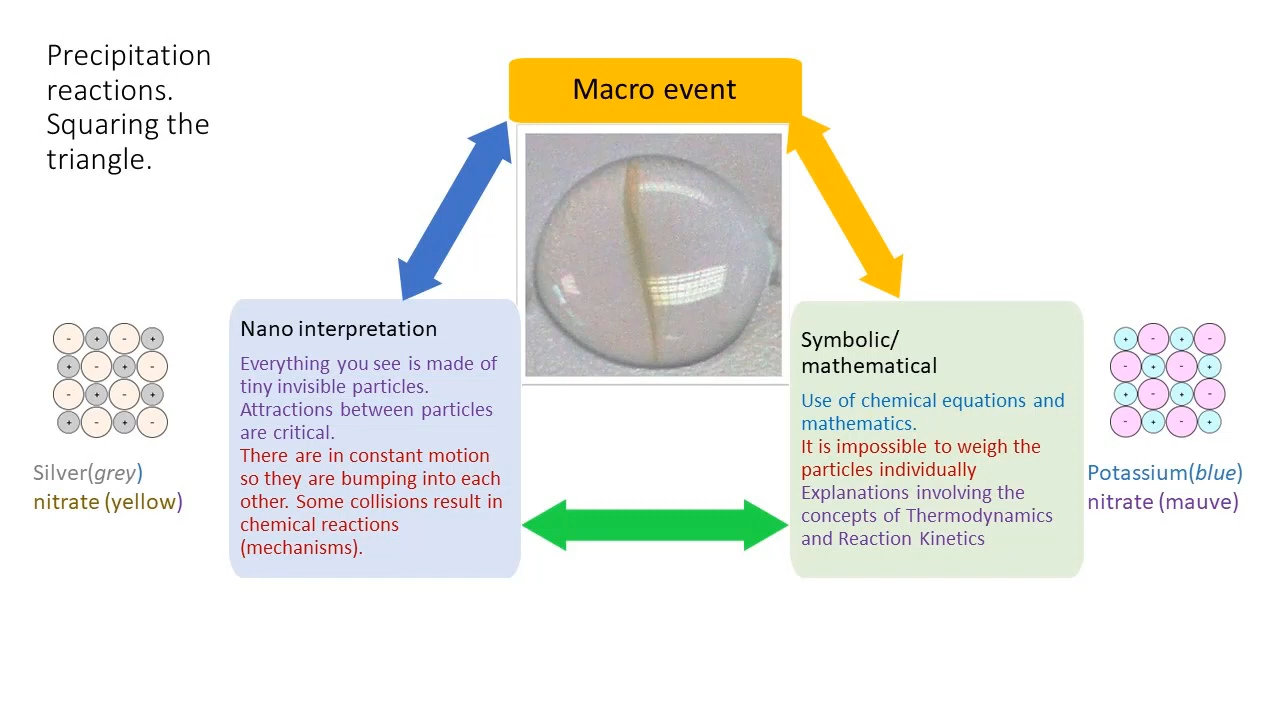 Precipitation
reactions.
Squaring the
triangle.
Macro event
Nano interpretation
Everything you see is made of
tiny invisible particles.
Attractions between particles
are critical.
There are in constant motion
so they are bumping into each
other. Some collisions result in
chemical reactions
(mechanisms).
Symbolic/
mathematical
Use of chemical equations and
mathematics.
It is impossible to weigh the
particles individually
Explanations involving the
concepts of Thermodynamics
and Reaction Kinetics
- + - +
+ - + -
- + - +
+ - + -
Silver(grey)
nitrate (yellow)
+ - + -
- + - +
+ - + -
- + - +
Potassium(blue)
nitrate (mauve)